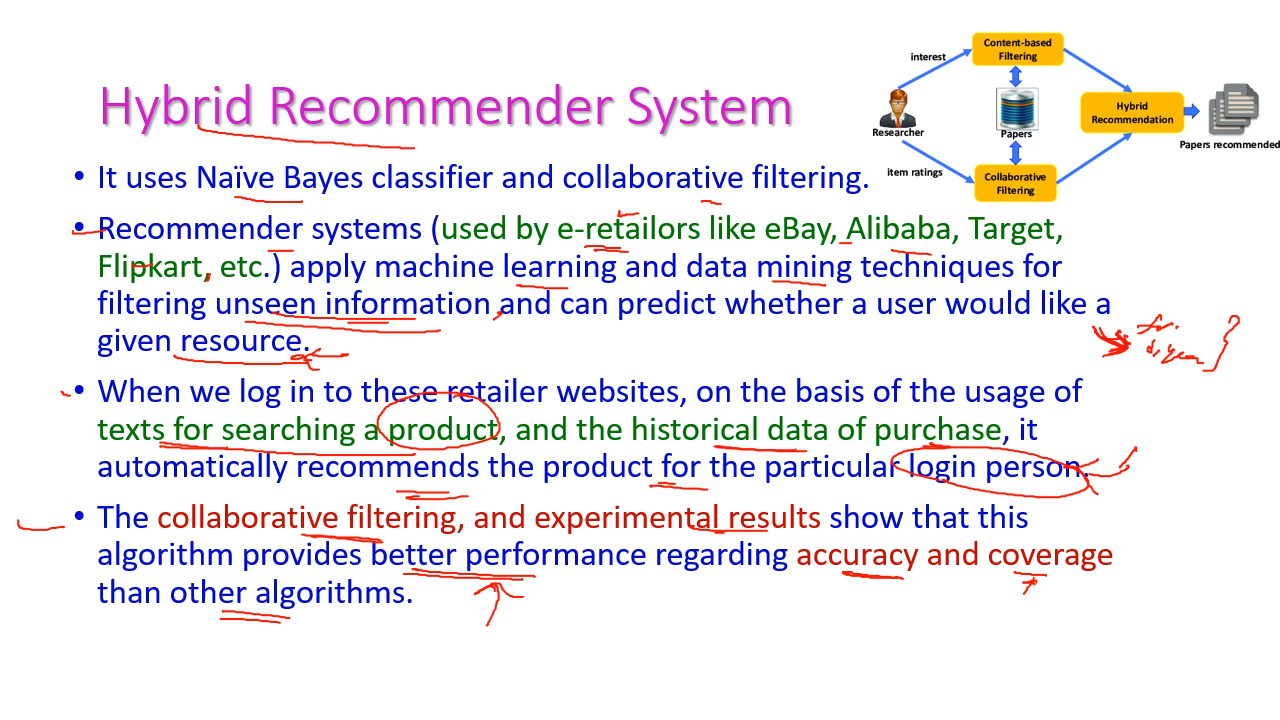 Hybrid Recommender System
• It uses Naïve Bayes classifier and collaborative filtering.
• Recommender systems (used by e-retailers like eBay, Alibaba, Target,
Flipkart, etc.) apply machine learning and data mining techniques for
filtering unseen information and can predict whether a user would like a
given resource.
• When we log in to these retailer websites, on the basis of the usage of
texts for searching a product, and the historical data of purchase, it
automatically recommends the product for the particular login person.
• The collaborative filtering, and experimental results show that this
algorithm provides better performance regarding accuracy and coverage
than other algorithms.
Content-based
Filtering
interest
Researcher
Papers
Hybrid
Recommendation
Papers recommended
item ratings
Collaborative
Filtering